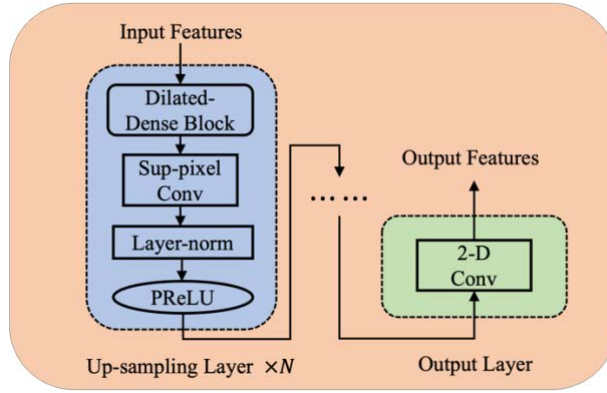 Input Features
Dilated-
Dense Block
Sup-pixel
Conv
Layer-norm
PReLU
Up-sampling Layer ×N
... ...
Output Features
2-D
Conv
Output Layer